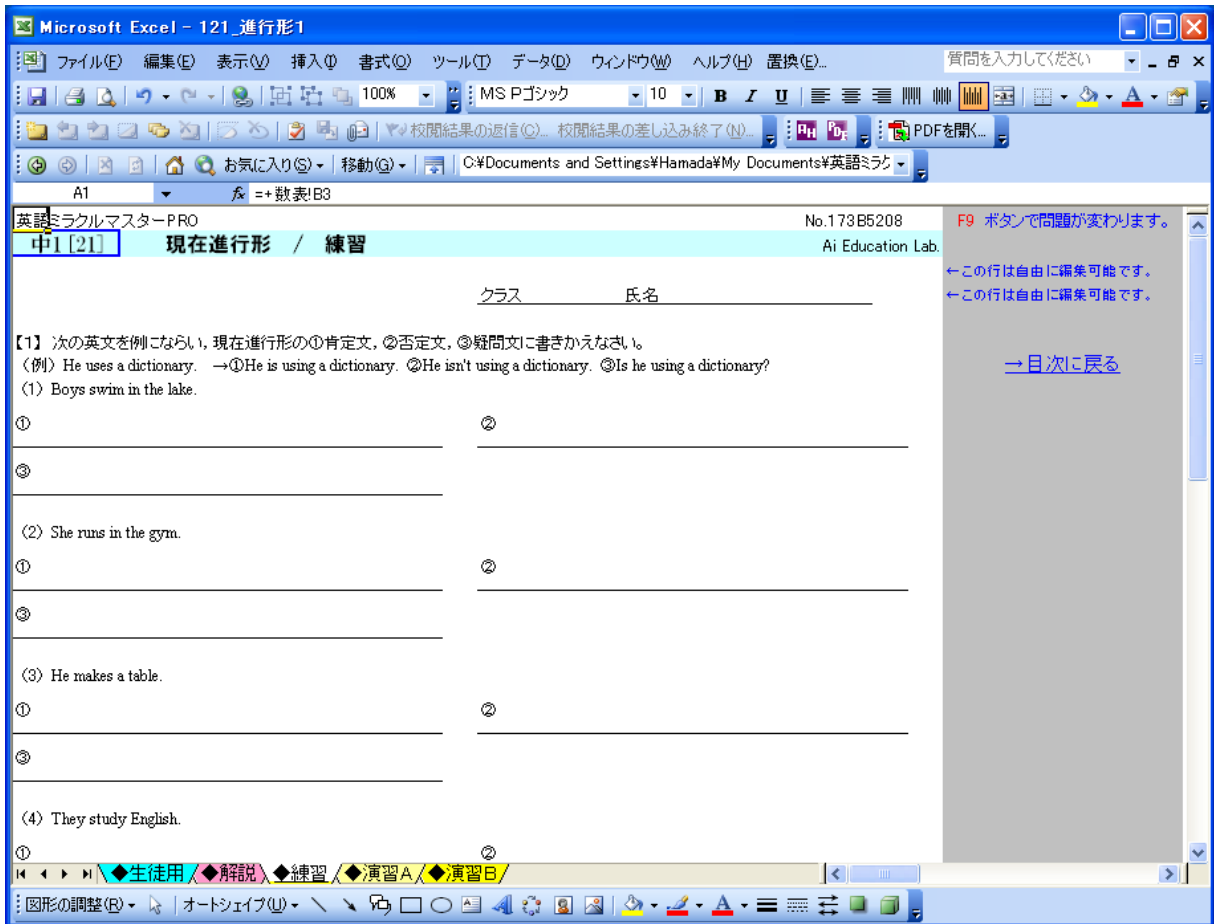 Microsoft Excel - 121_進行形1
ファイル(F) 編集(E) 表示(V) 挿入(I) 書式(O) ツール(T) データ(D) ウィンドウ(W) ヘルプ(H) 置換(E)... 質問を入力してください
100% MS Pゴシック 10 B I U A
校閲結果の返信(C)... 校閲結果の差し込み終了(N)... PDFを開く...
お気に入り(S) 移動(G) C:¥Documents and Settings¥Hamada¥My Documents¥英語ミラク
A1 fx =+数表!B3
英語ミラクルマスターPRO No.173B5208 F9 ボタンで問題が変わります。
中1 [21] 現在進行形 / 練習 Ai Education Lab.
←この行は自由に編集可能です。
クラス 氏名 ←この行は自由に編集可能です。
【1】 次の英文を例にならい, 現在進行形の①肯定文, ②否定文, ③疑問文に書きかえなさい。
(例) He uses a dictionary. →①He is using a dictionary. ②He isn't using a dictionary. ③Is he using a dictionary? →目次に戻る
(1) Boys swim in the lake.
① ②
③
(2) She runs in the gym.
① ②
③
(3) He makes a table.
① ②
③
(4) They study English.
① ②
◆生徒用 ◆解説 ◆練習 ◆演習A ◆演習B
図形の調整(R) オートシェイプ(U) A